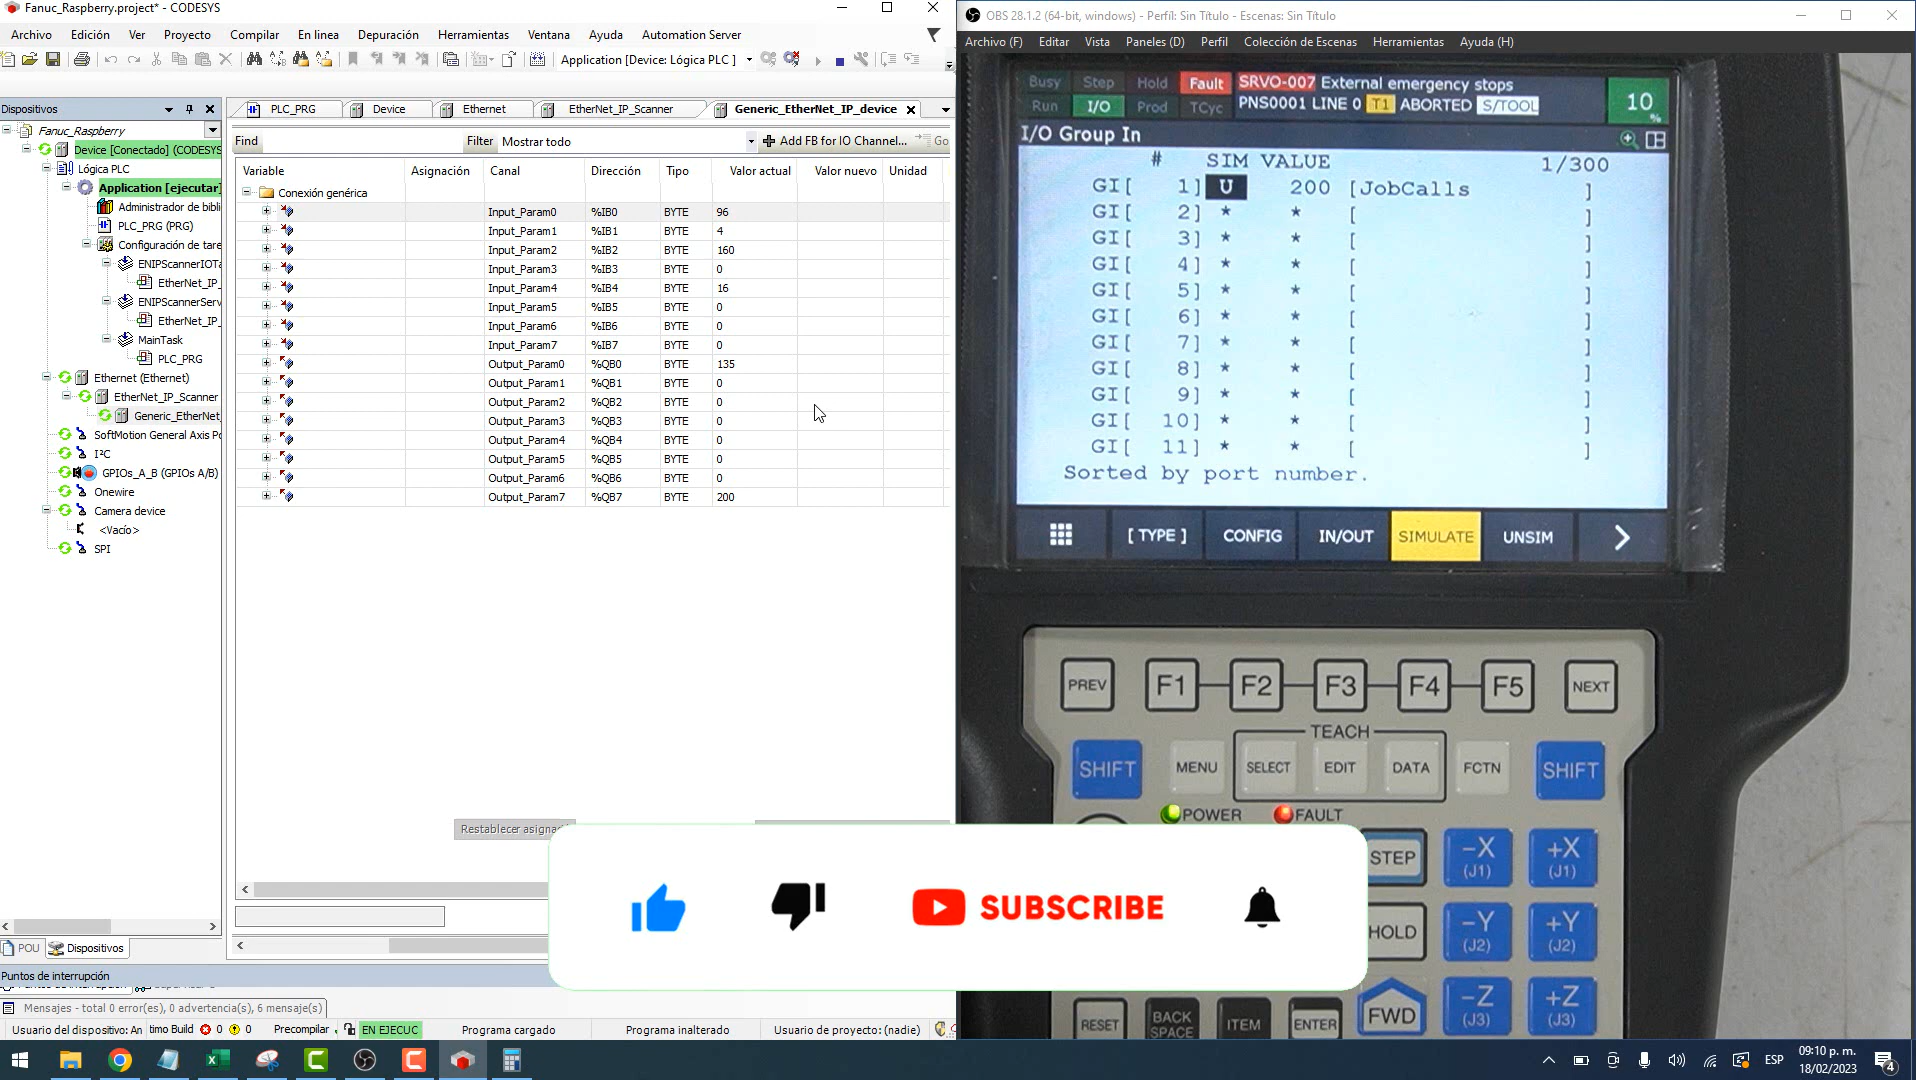 Fanuc_Raspberry.project* - CODESYS
Archivo Edición Ver Proyecto Compilar En linea Depuración Herramientas Ventana Ayuda Automation Server
Application [Device: Lógica PLC ]
Dispositivos
Fanuc_Raspberry
Device [Conectado] (CODESYS
Lógica PLC
Application [ejecutar]
Administrador de bibli
PLC_PRG (PRG)
Configuración de tare
ENIPScannerIOTa
EtherNet_IP_
ENIPScannerServ
EtherNet_IP_
MainTask
PLC_PRG
Ethernet (Ethernet)
EtherNet_IP_Scanner
Generic_EtherNet_
SoftMotion General Axis Po
I²C
GPIOs_A_B (GPIOs A/B)
Onewire
Camera device
<Vacío>
SPI
POU Dispositivos
PLC_PRG Device Ethernet EtherNet_IP_Scanner Generic_EtherNet_IP_device
Find Filter Mostrar todo Add FB for IO Channel... Go
Variable Asignación Canal Dirección Tipo Valor actual Valor nuevo Unidad
Conexión genérica
Input_Param0 %IB0 BYTE 96
Input_Param1 %IB1 BYTE 4
Input_Param2 %IB2 BYTE 160
Input_Param3 %IB3 BYTE 0
Input_Param4 %IB4 BYTE 16
Input_Param5 %IB5 BYTE 0
Input_Param6 %IB6 BYTE 0
Input_Param7 %IB7 BYTE 0
Output_Param0 %QB0 BYTE 135
Output_Param1 %QB1 BYTE 0
Output_Param2 %QB2 BYTE 0
Output_Param3 %QB3 BYTE 0
Output_Param4 %QB4 BYTE 0
Output_Param5 %QB5 BYTE 0
Output_Param6 %QB6 BYTE 0
Output_Param7 %QB7 BYTE 200
Restablecer asignac
Puntos de interrupción
Mensajes - total 0 error(es), 0 advertencia(s), 6 mensaje(s)
Usuario del dispositivo: An timo Build 0 0 Precompilar EN EJECUC Programa cargado Programa inalterado Usuario de proyecto: (nadie)
OBS 28.1.2 (64-bit, windows) - Perfíl: Sin Título - Escenas: Sin Título
Archivo (F) Editar Vista Paneles (D) Perfil Colección de Escenas Herramientas Ayuda (H)
Busy Step Hold Fault SRVO-007 External emergency stops
Run I/O Prod TCyc PNS0001 LINE 0 T1 ABORTED S/TOOL 10 %
I/O Group In
# SIM VALUE 1/300
GI[ 1] U 200 [JobCalls ]
GI[ 2] * * [ ]
GI[ 3] * * [ ]
GI[ 4] * * [ ]
GI[ 5] * * [ ]
GI[ 6] * * [ ]
GI[ 7] * * [ ]
GI[ 8] * * [ ]
GI[ 9] * * [ ]
GI[ 10] * * [ ]
GI[ 11] * * [ ]
Sorted by port number.
[ TYPE ] CONFIG IN/OUT SIMULATE UNSIM
PREV F1 F2 F3 F4 F5 NEXT
TEACH
SHIFT MENU SELECT EDIT DATA FCTN SHIFT
POWER FAULT
STEP -X (J1) +X (J1)
HOLD -Y (J2) +Y (J2)
RESET BACK SPACE ITEM ENTER FWD -Z (J3) +Z (J3)
SUBSCRIBE
ESP 09:10 p. m.
18/02/2023
4